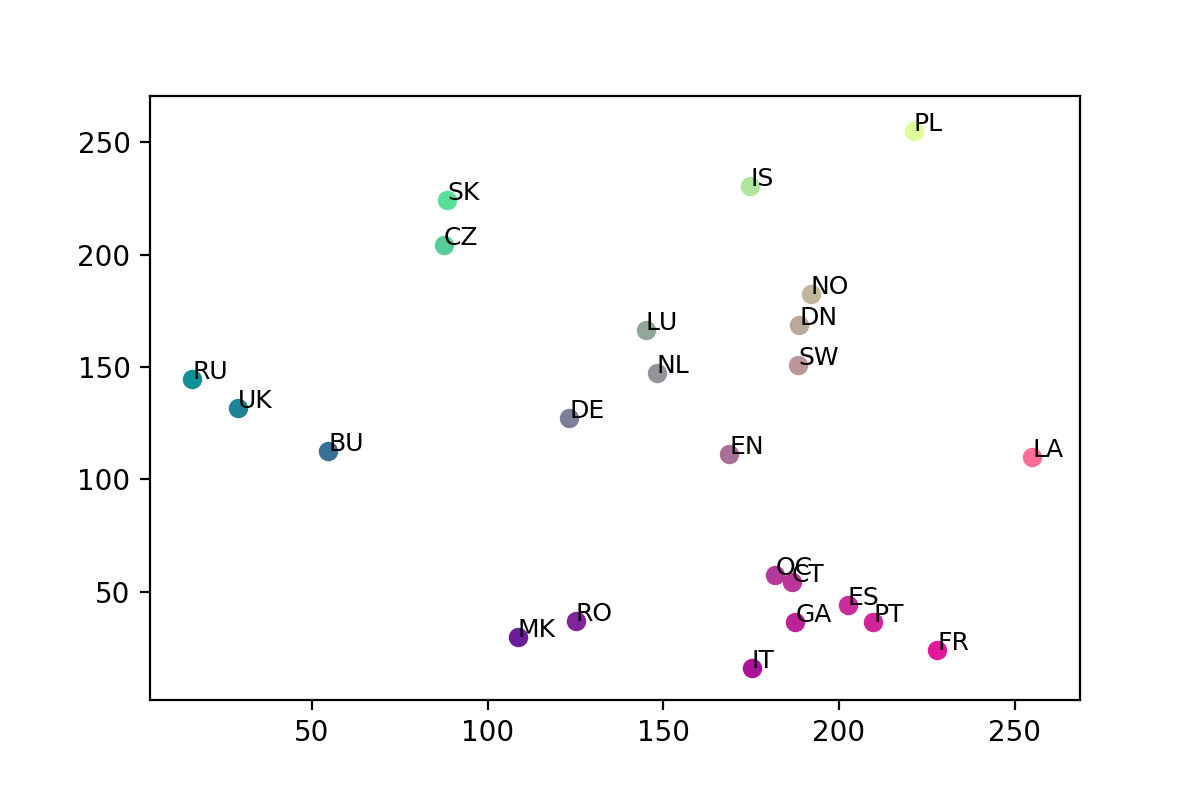 PL
250
IS
SK
CZ
200
NO
DN
LU
SW
NL
150
RU
UK
DE
BU
EN
LA
100
OC
CT
ES
50
RO
GA
PT
MK
FR
IT
50 100 150 200 250